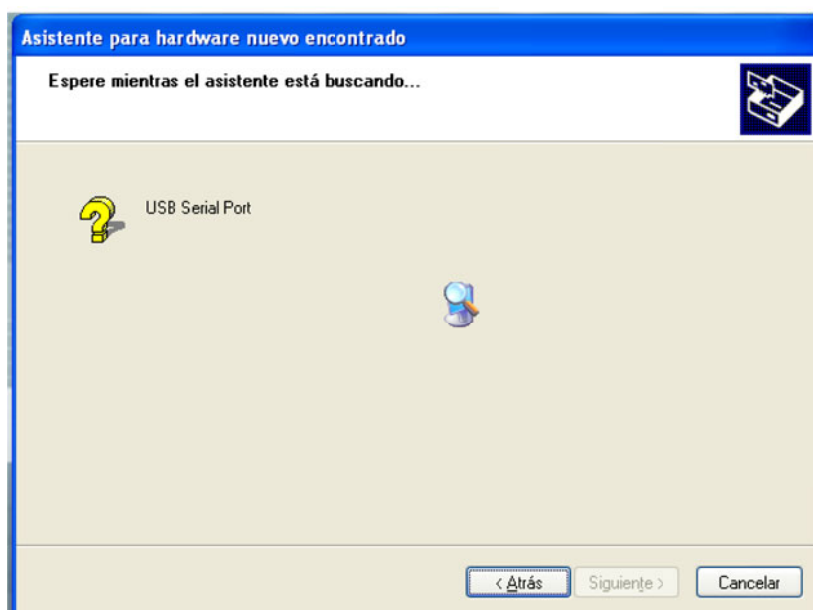 Asistente para hardware nuevo encontrado
Espere mientras el asistente está buscando...
USB Serial Port
< Atrás Siguiente > Cancelar